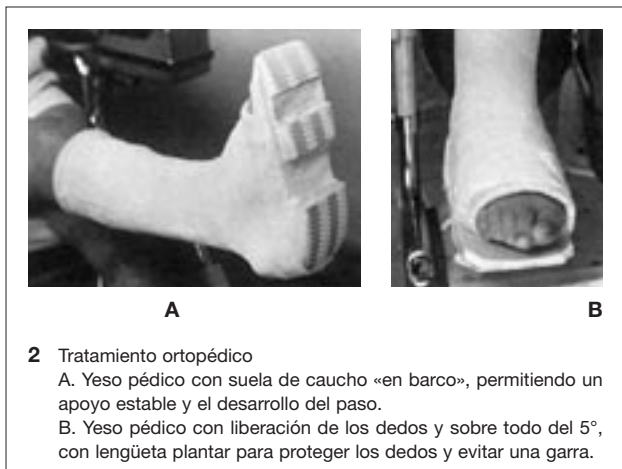 A
B
2 Tratamiento ortopédico
A. Yeso pédico con suela de caucho «en barco», permitiendo un
apoyo estable y el desarrollo del paso.
B. Yeso pédico con liberación de los dedos y sobre todo del 5°,
con lengüeta plantar para proteger los dedos y evitar una garra.